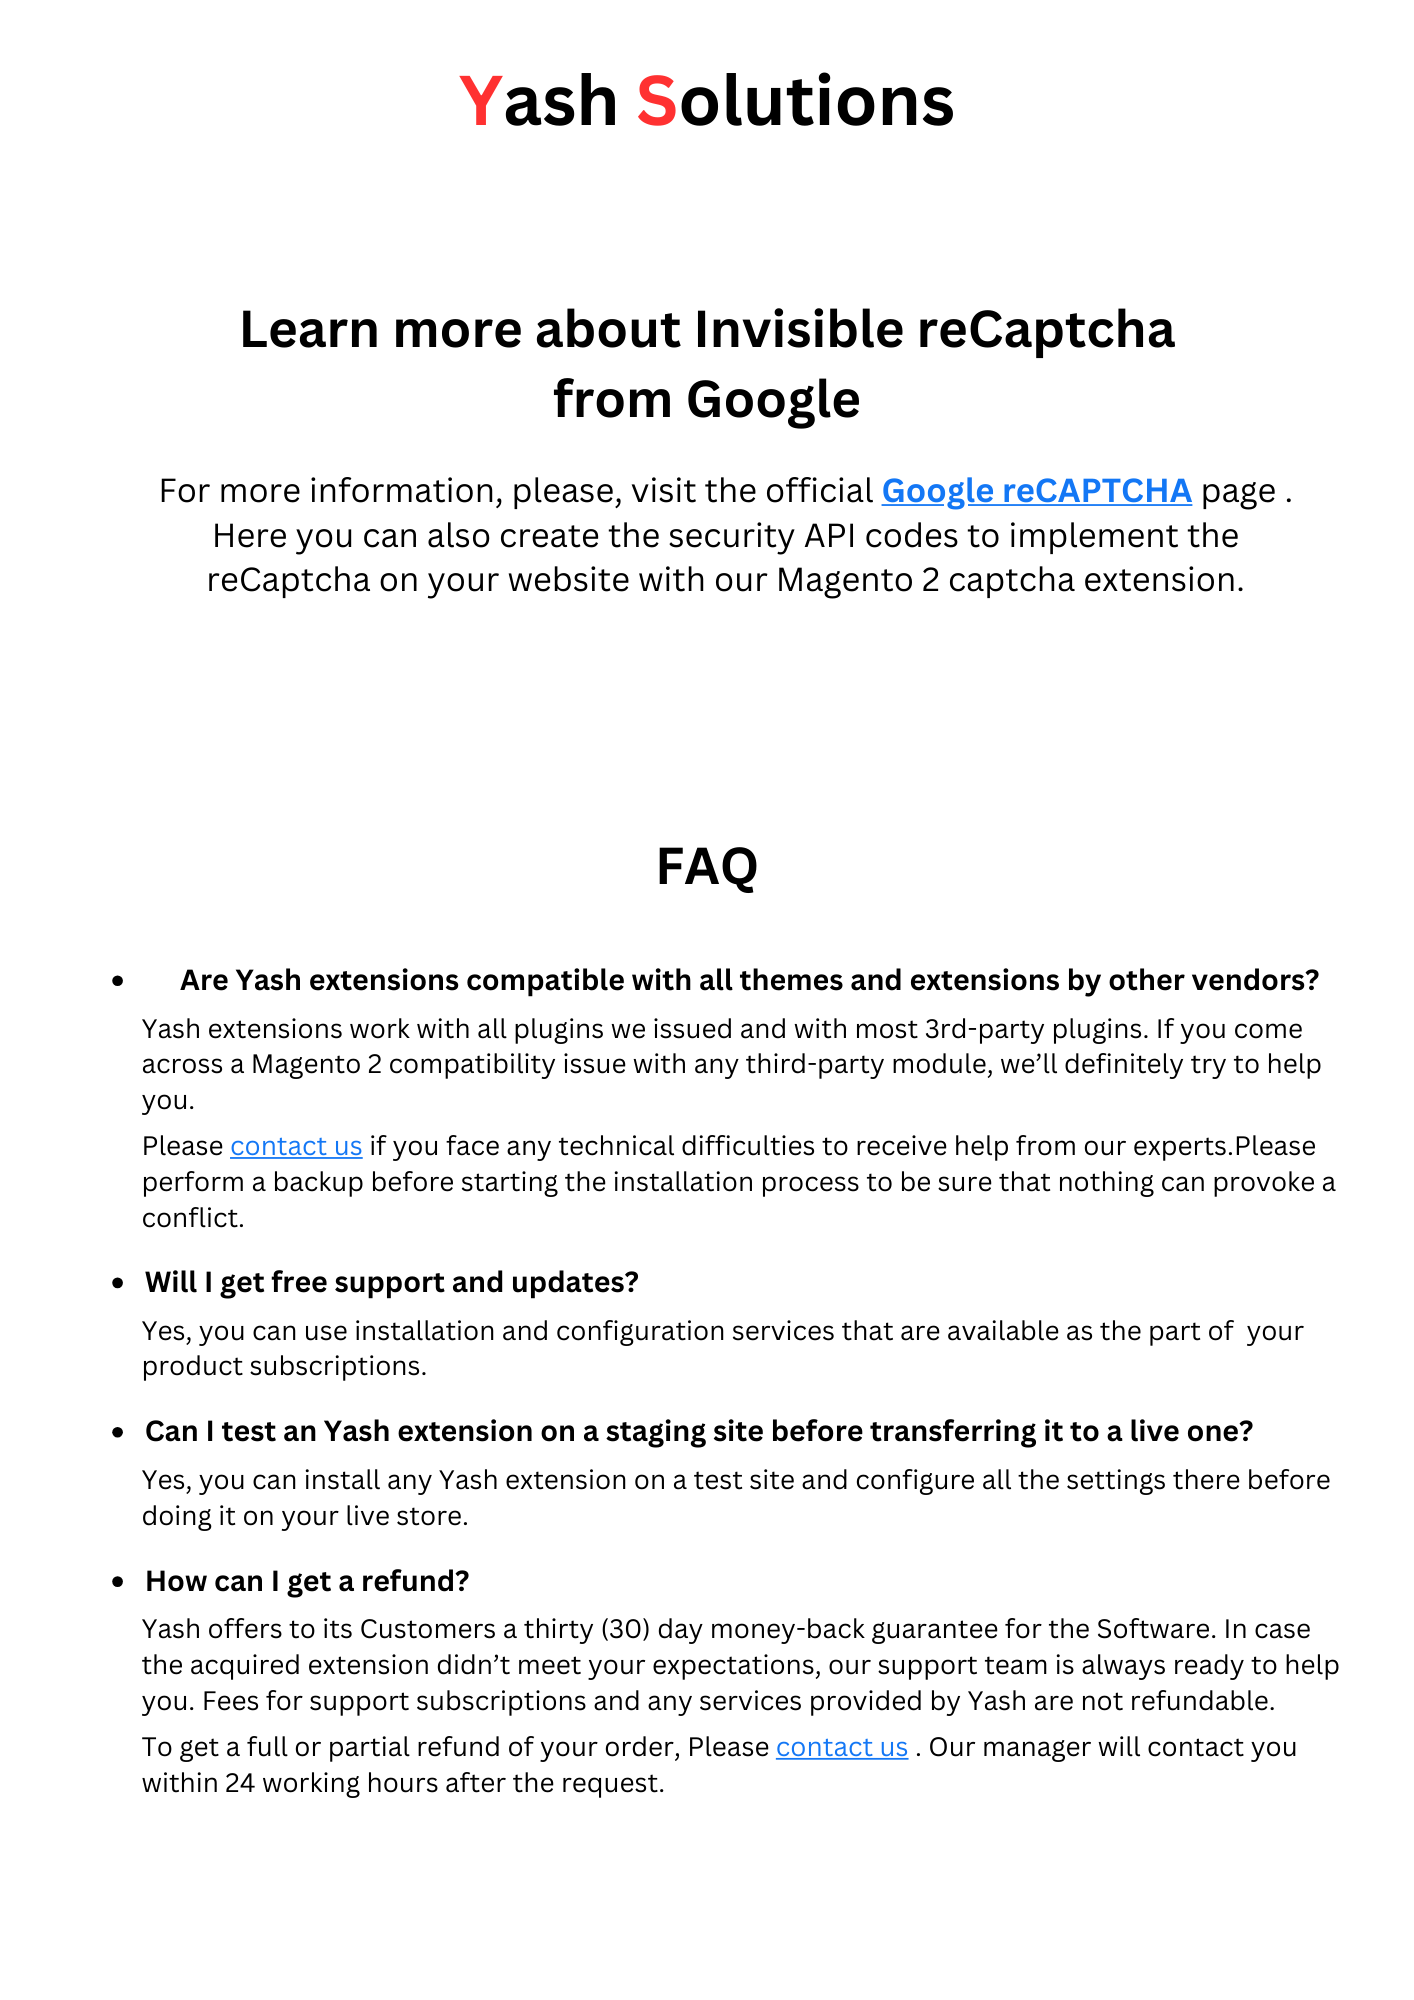 Yash Solutions
Learn more about Invisible reCaptcha
from Google
For more information, please, visit the official Google reCAPTCHA page .
Here you can also create the security API codes to implement the
reCaptcha on your website with our Magento 2 captcha extension.
FAQ
• Are Yash extensions compatible with all themes and extensions by other vendors?
Yash extensions work with all plugins we issued and with most 3rd-party plugins. If you come
across a Magento 2 compatibility issue with any third-party module, we’ll definitely try to help
you.
Please contact us if you face any technical difficulties to receive help from our experts.Please
perform a backup before starting the installation process to be sure that nothing can provoke a
conflict.
• Will I get free support and updates?
Yes, you can use installation and configuration services that are available as the part of  your
product subscriptions.
• Can I test an Yash extension on a staging site before transferring it to a live one?
Yes, you can install any Yash extension on a test site and configure all the settings there before
doing it on your live store.
• How can I get a refund?
Yash offers to its Customers a thirty (30) day money-back guarantee for the Software. In case
the acquired extension didn’t meet your expectations, our support team is always ready to help
you. Fees for support subscriptions and any services provided by Yash are not refundable.
To get a full or partial refund of your order, Please contact us . Our manager will contact you
within 24 working hours after the request.